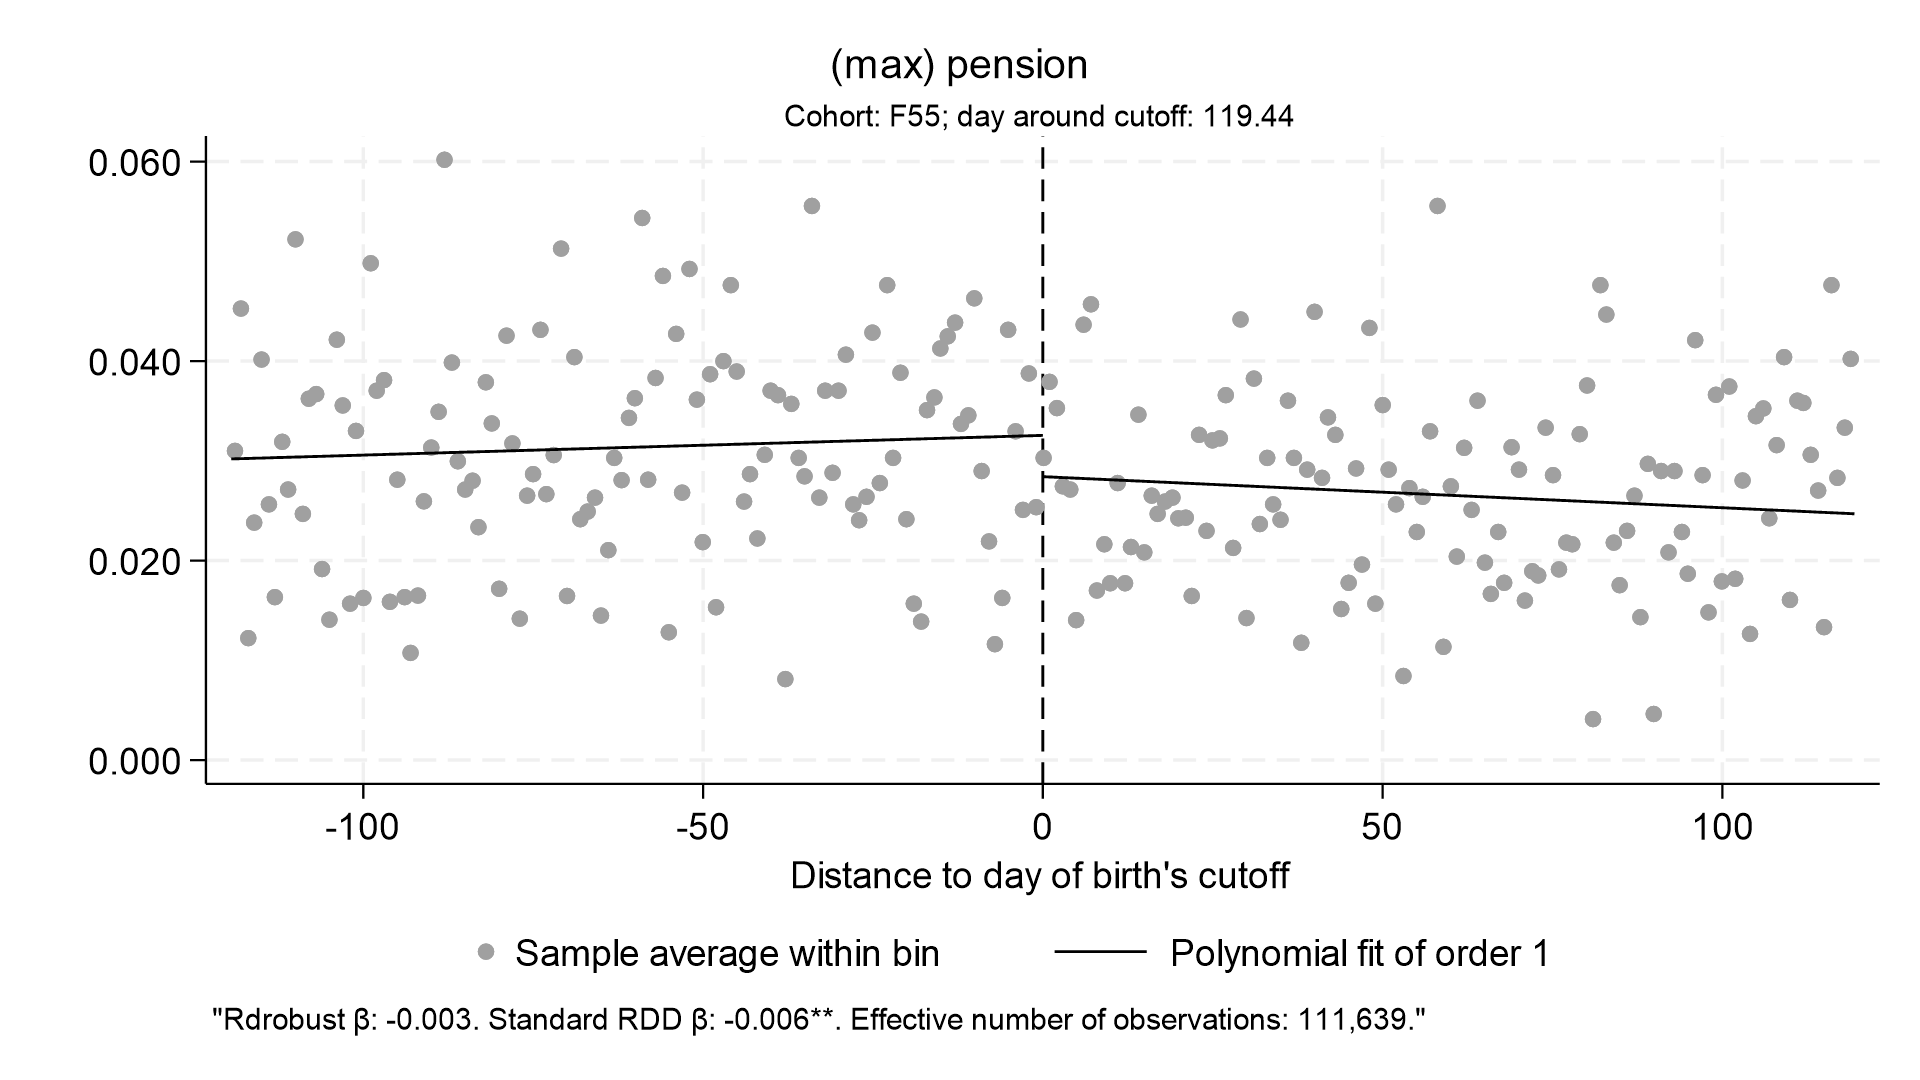 (max) pension
Cohort: F55; day around cutoff: 119.44
0.060
0.040
0.020
0.000
-100 -50 0 50 100
Distance to day of birth's cutoff
Sample average within bin Polynomial fit of order 1
"Rdrobust β: -0.003. Standard RDD β: -0.006**. Effective number of observations: 111,639."